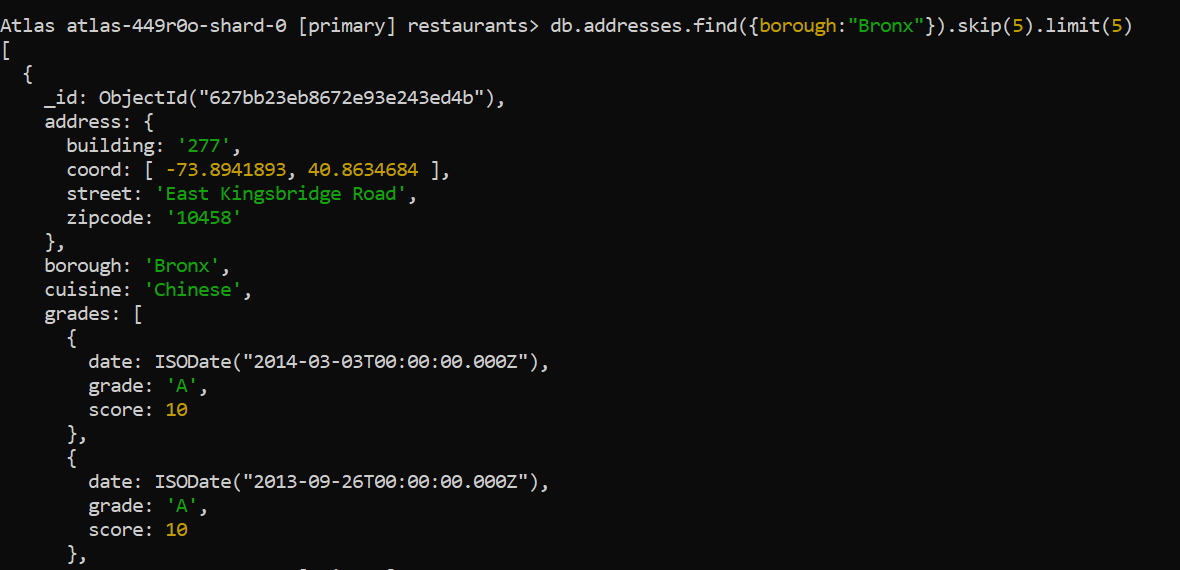 Atlas atlas-449r0o-shard-0 [primary] restaurants> db.addresses.find({borough:"Bronx"}).skip(5).limit(5)
[
  {
    _id: ObjectId("627bb23eb8672e93e243ed4b"),
    address: {
      building: '277',
      coord: [ -73.8941893, 40.8634684 ],
      street: 'East Kingsbridge Road',
      zipcode: '10458'
    },
    borough: 'Bronx',
    cuisine: 'Chinese',
    grades: [
      {
        date: ISODate("2014-03-03T00:00:00.000Z"),
        grade: 'A',
        score: 10
      },
      {
        date: ISODate("2013-09-26T00:00:00.000Z"),
        grade: 'A',
        score: 10
      },